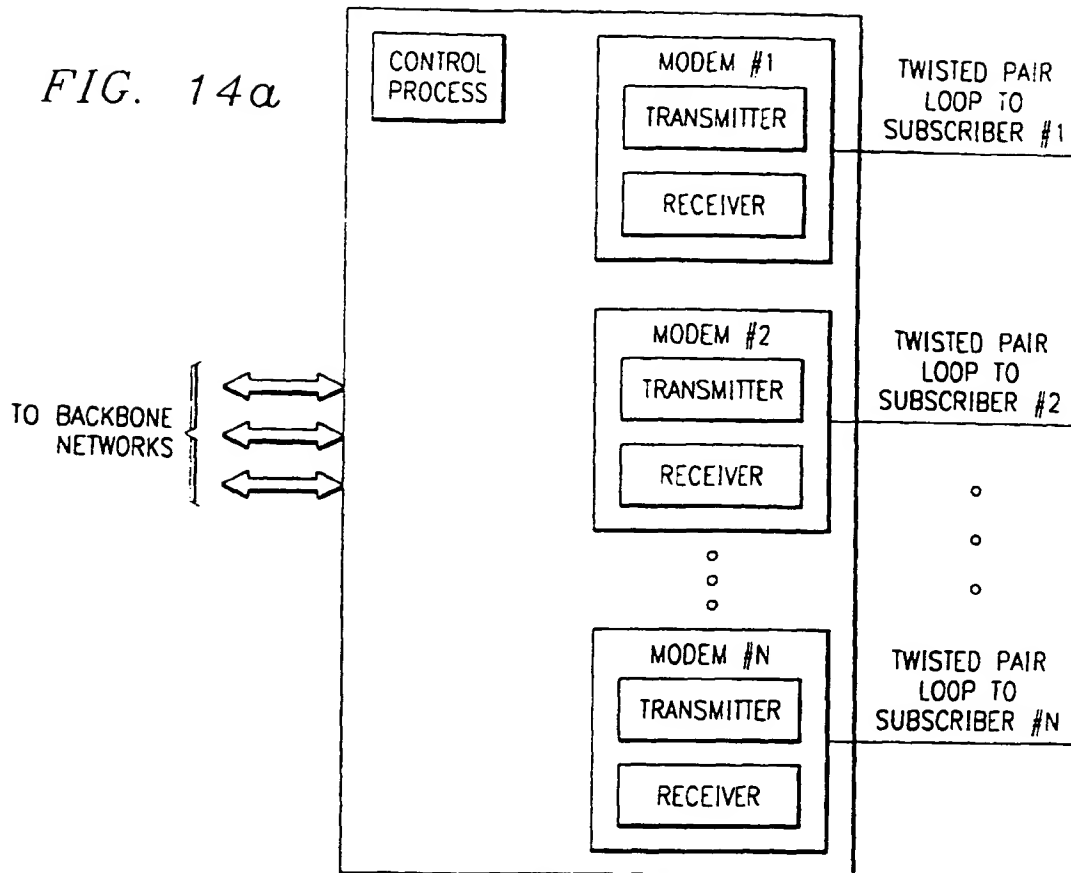 FIG. 14a
CONTROL
PROCESS
MODEM #1
TRANSMITTER
RECEIVER
TWISTED PAIR
LOOP TO
SUBSCRIBER #1
MODEM #2
TRANSMITTER
RECEIVER
TWISTED PAIR
LOOP TO
SUBSCRIBER #2
TO BACKBONE
NETWORKS
MODEM #N
TRANSMITTER
RECEIVER
TWISTED PAIR
LOOP TO
SUBSCRIBER #N